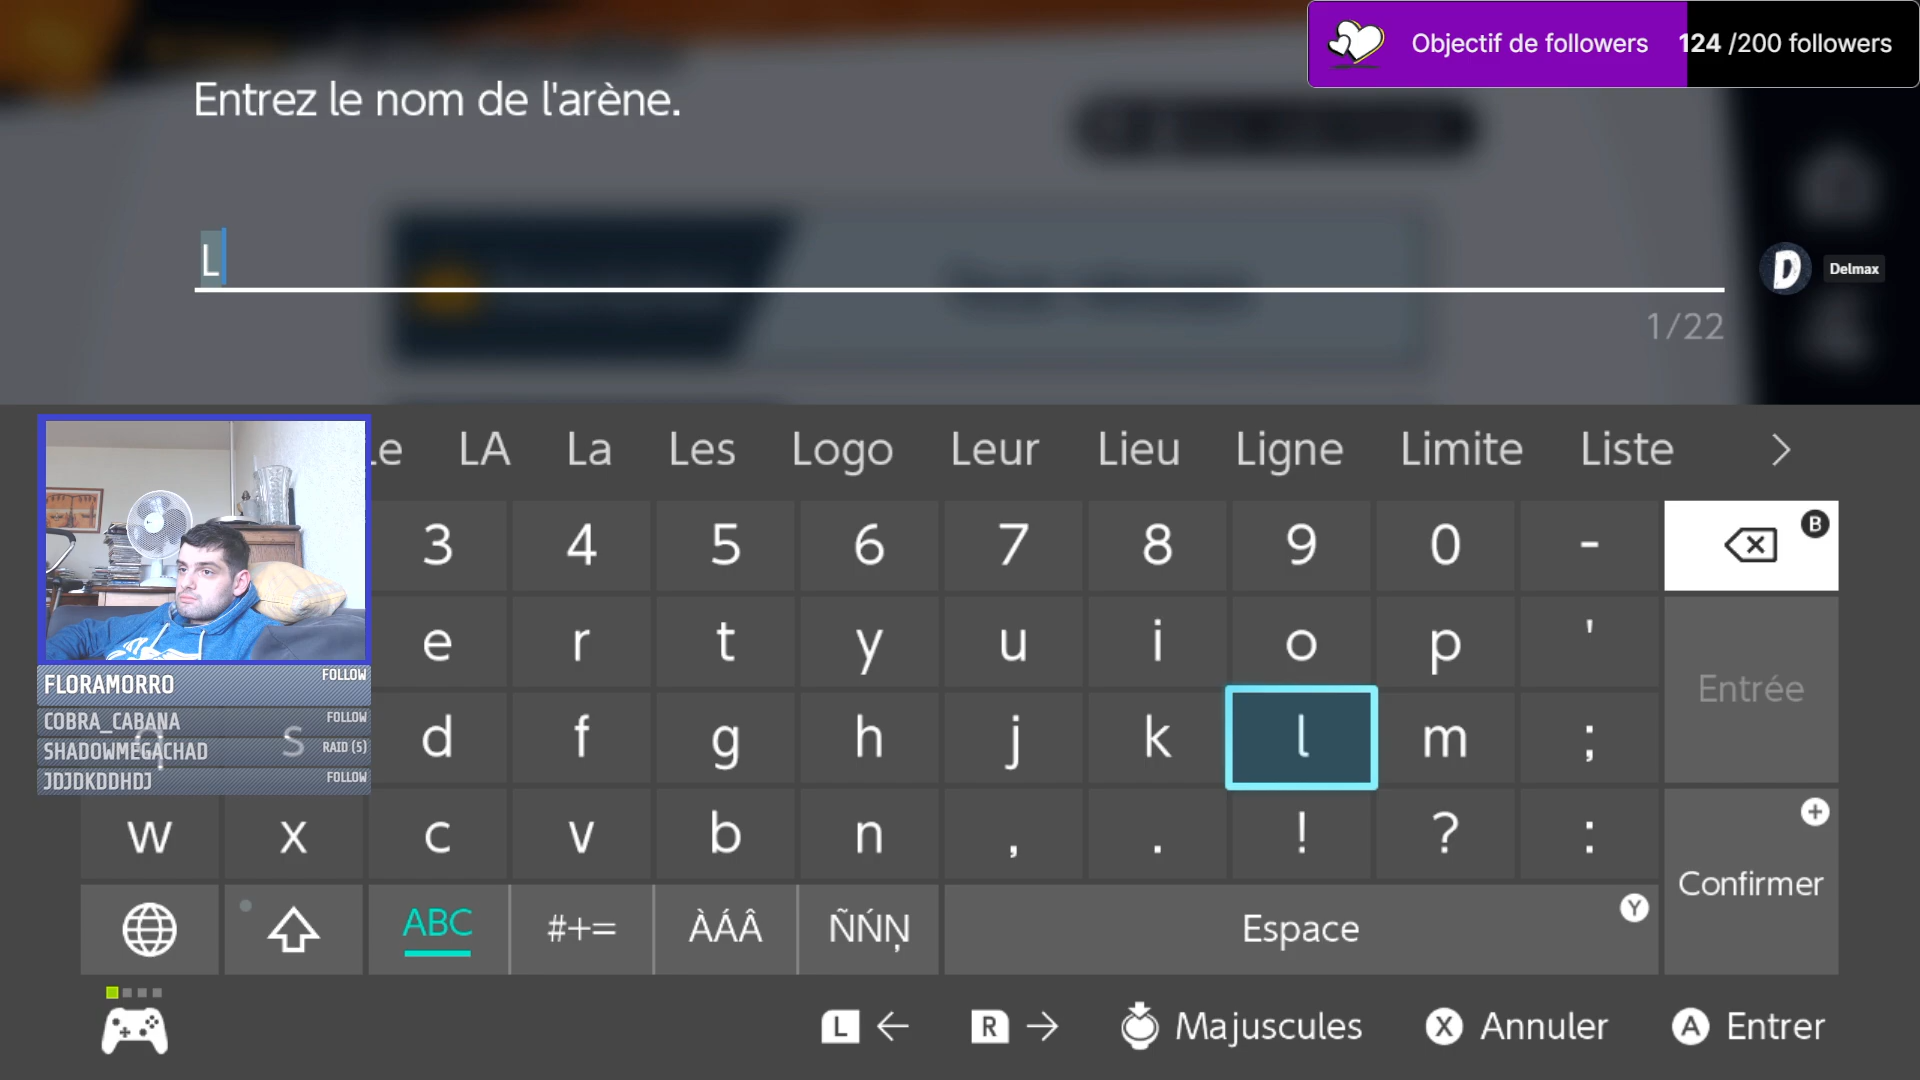 Objectif de followers 124 /200 followers
Entrez le nom de l'arène.
L
Delmax
1/22
LA La Les Logo Leur Lieu Ligne Limite Liste
3 4 5 6 7 8 9 0 - B
e r t y u i o p '
Entrée
FLORAMORRO FOLLOW
COBRA_CABANA FOLLOW
SHADOWMEGACHAD RAID (5)
JDJDKDDHDJ FOLLOW
q s d f g h j k l m ;
w x c v b n , . ! ? :
Confirmer
ABC #+= ÀÁÂ ÑŃŅ Espace Y
L ← R → Majuscules X Annuler A Entrer